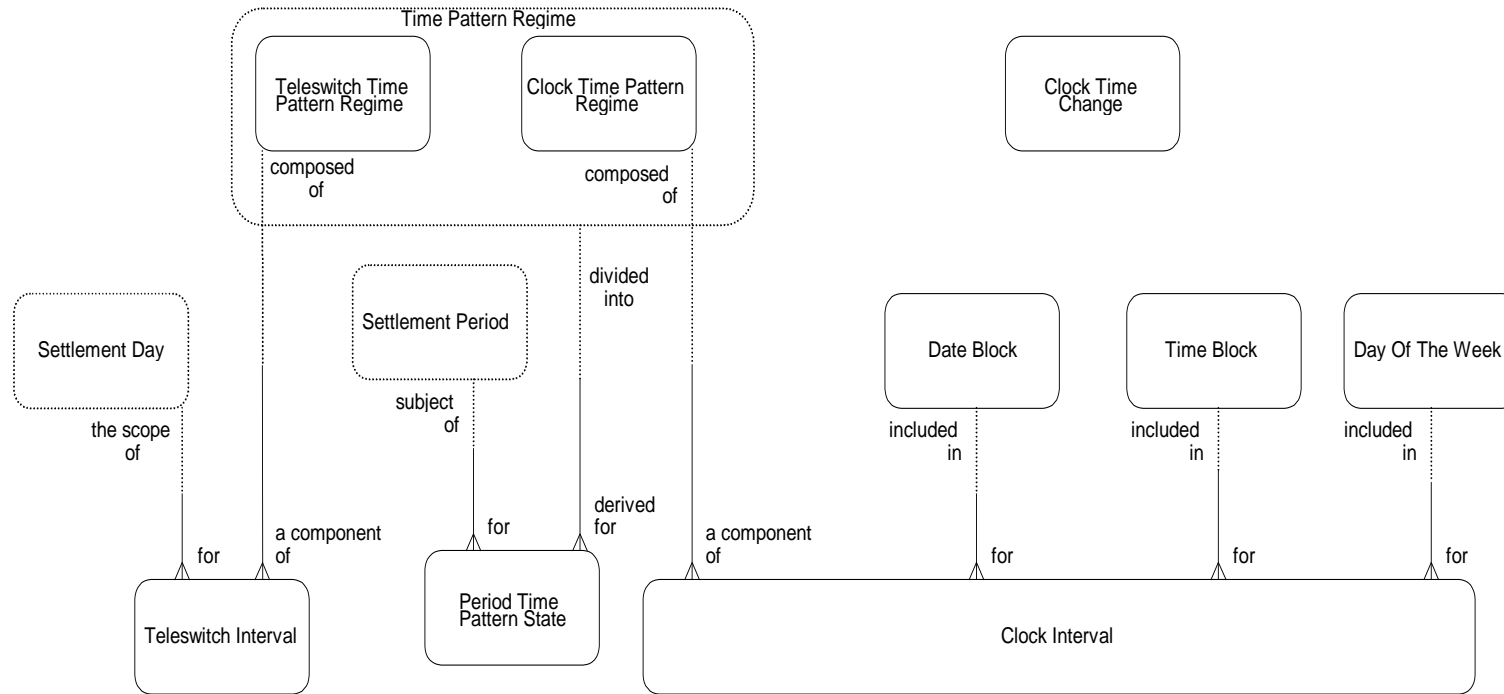 Time Pattern Regime
Teleswitch Time
Pattern Regime
Clock Time Pattern
Regime
Clock Time
Change
composed
of
composed
of
divided
into
Settlement Day
Settlement Period
Date Block
Time Block
Day Of The Week
the scope
of
subject
of
included
in
included
in
included
in
for
a component
of
for
derived
for
a component
of
for
for
for
Teleswitch Interval
Period Time
Pattern State
Clock Interval